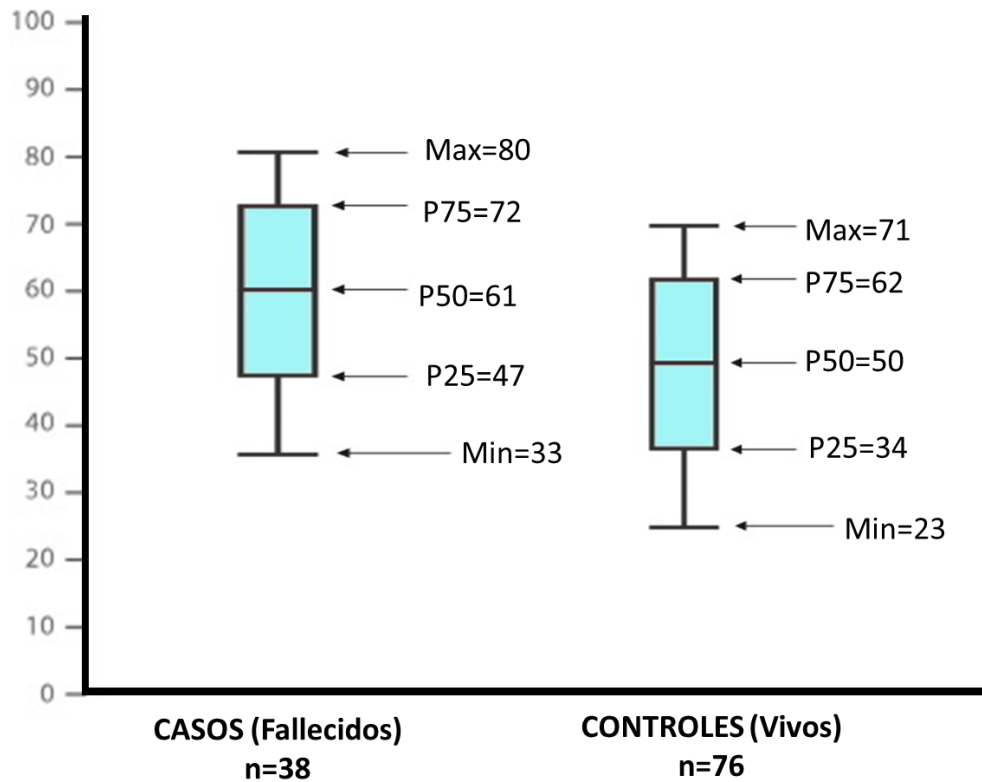 100
90
80
70
60
50
40
30
20
10
0
Max=80
P75=72
P50=61
P25=47
Min=33
Max=71
P75=62
P50=50
P25=34
Min=23
CASOS (Fallecidos)
n=38
CONTROLES (Vivos)
n=76